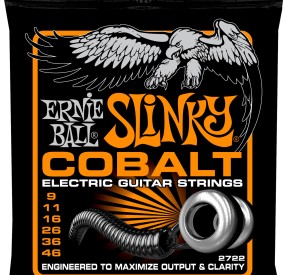 ERNIE BALL®
SLINKY
COBALT
ELECTRIC GUITAR STRINGS
9
11
16
26
36
46
2722
ENGINEERED TO MAXIMIZE OUTPUT & CLARITY